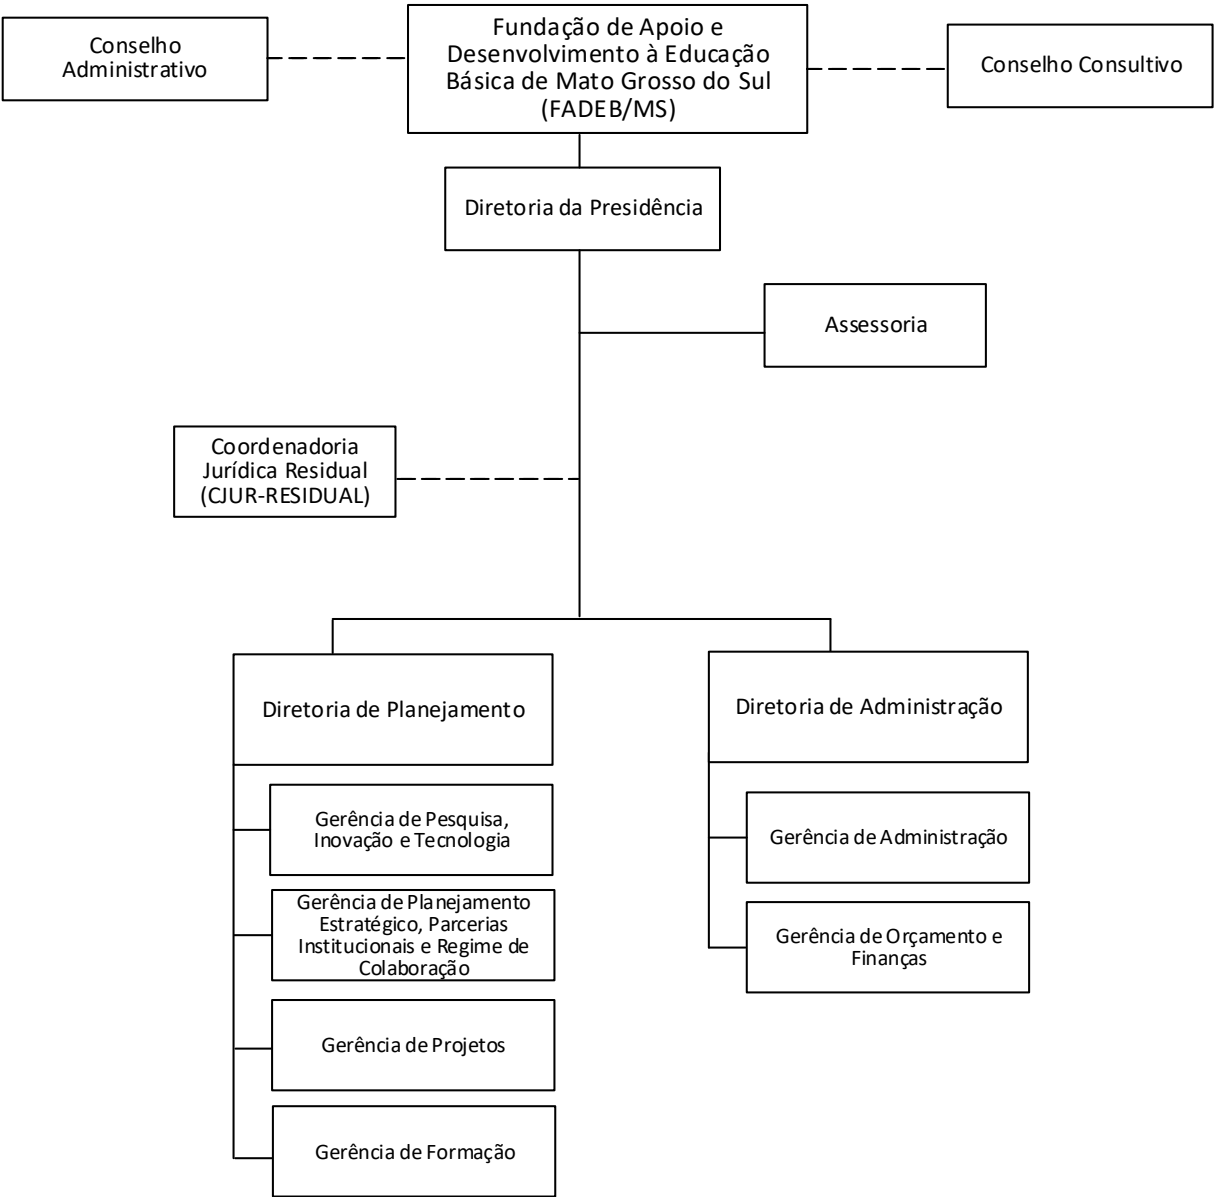 Conselho
Administrativo
Fundação de Apoio e
Desenvolvimento à Educação
Básica de Mato Grosso do Sul
(FADEB/MS)
Conselho Consultivo
Diretoria da Presidência
Assessoria
Coordenadoria
Jurídica Residual
(CJUR-RESIDUAL)
Diretoria de Planejamento
Gerência de Pesquisa,
Inovação e Tecnologia
Gerência de Planejamento
Estratégico, Parcerias
Institucionais e Regime de
Colaboração
Gerência de Projetos
Gerência de Formação
Diretoria de Administração
Gerência de Administração
Gerência de Orçamento e
Finanças